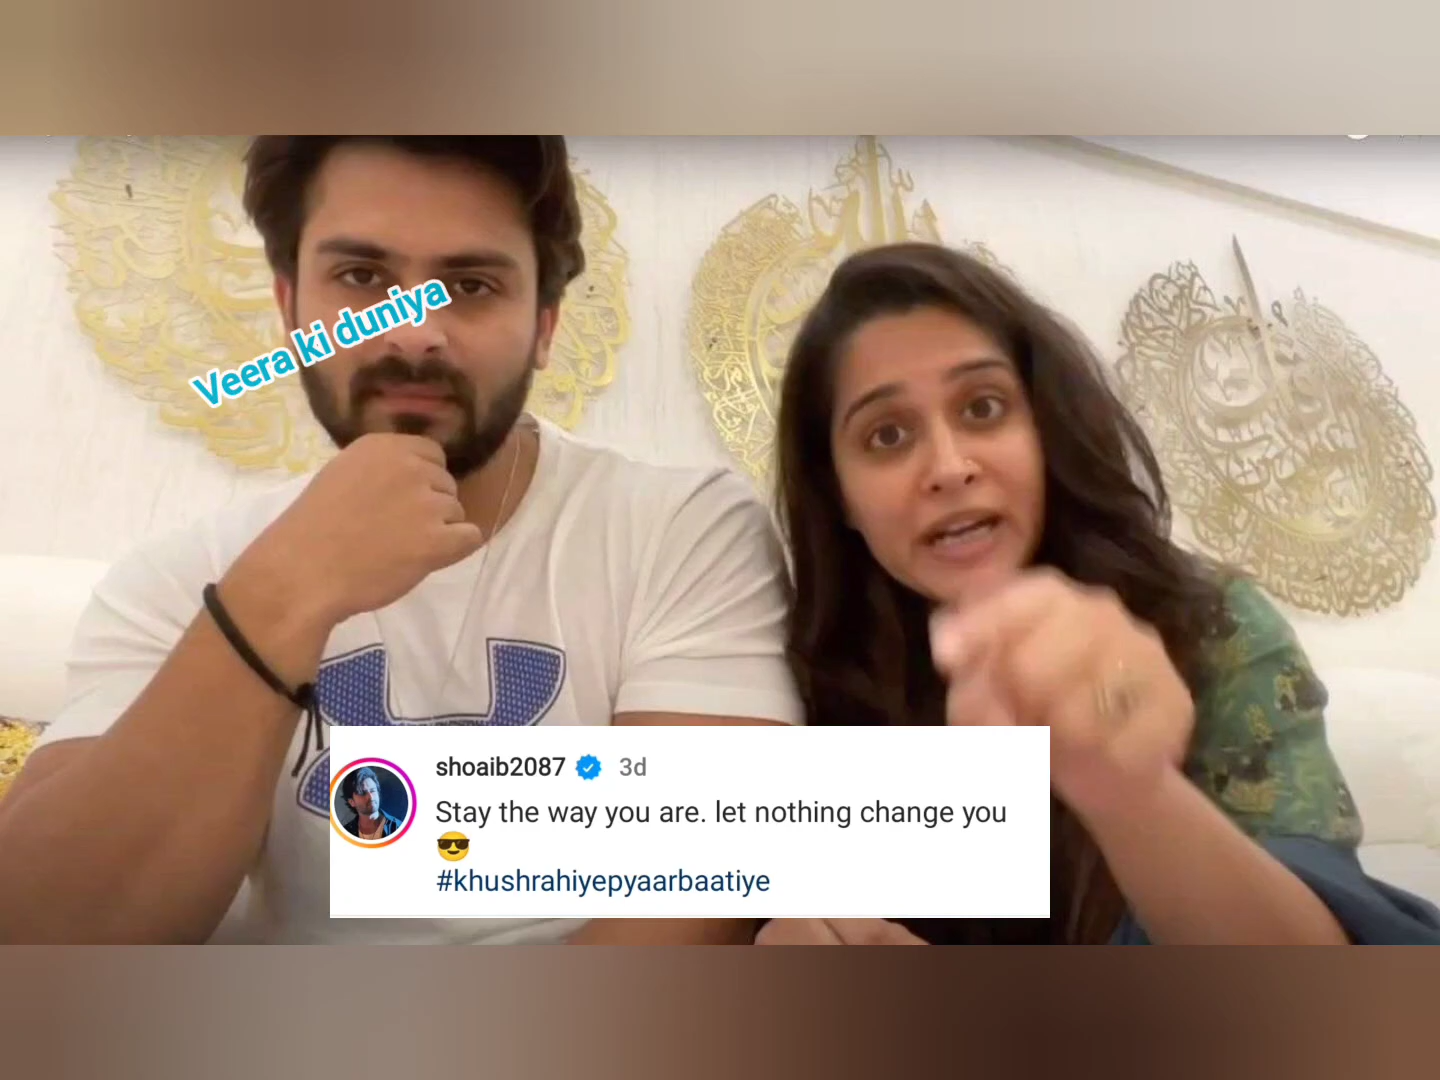 Veera ki duniya
shoaib2087 3d
Stay the way you are. let nothing change you
😎
#khushrahiyepyaarbaatiye